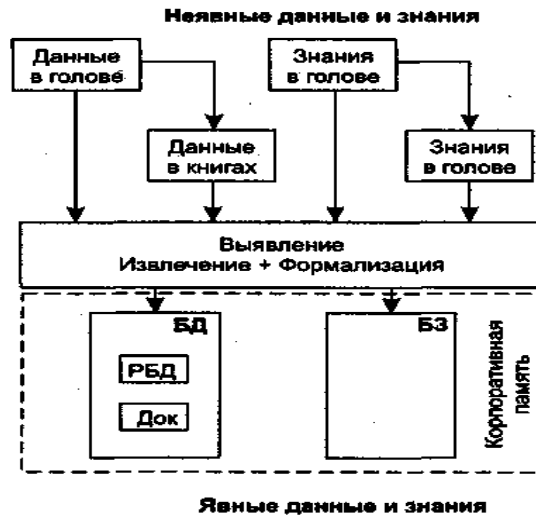 Неявные данные и знания
Данные
в голове
Знания
в голове
Данные
в книгах
Знания
в голове
Выявление
Извлечение + Формализация
БД
РБД
Док
БЗ
Корпоративная
память
Явные данные и знания